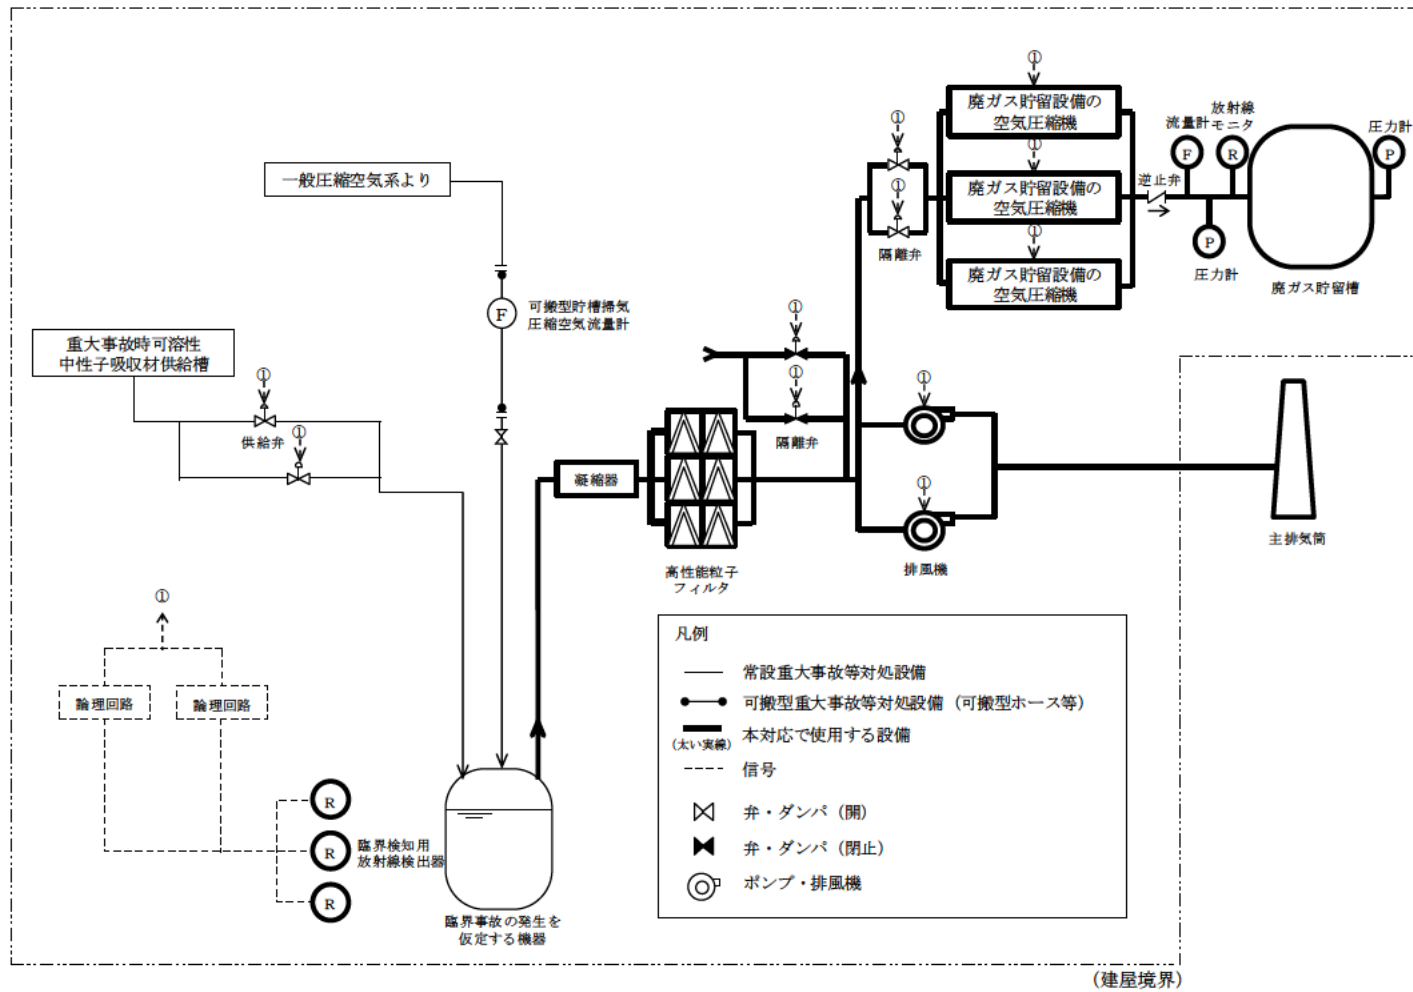 ①
廃ガス貯留設備の
空気圧縮機
①
廃ガス貯留設備の
空気圧縮機
①
廃ガス貯留設備の
空気圧縮機
①
①
隔離弁
逆止弁
流量計
F
放射線
モニタ
R
P
圧力計
圧力計
P
廃ガス貯留槽
一般圧縮空気系より
F
可搬型貯槽掃気
圧縮空気流量計
重大事故時可溶性
中性子吸収材供給槽
①
供給弁
①
①
①
隔離弁
①
①
排風機
凝縮器
高性能粒子
フィルタ
主排気筒
①
論理回路
論理回路
R
R
R
臨界検知用
放射線検出器
臨界事故の発生を
仮定する機器
凡例
常設重大事故等対処設備
可搬型重大事故等対処設備（可搬型ホース等）
(太い実線)
本対応で使用する設備
信号
弁・ダンパ（開）
弁・ダンパ（閉止）
ポンプ・排風機
(建屋境界)